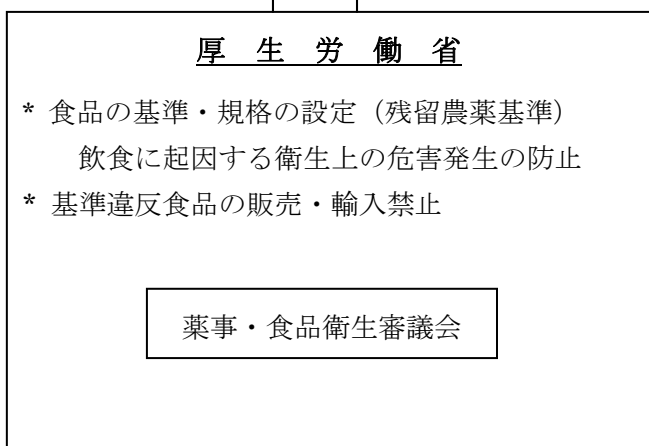 厚 生 労 働 省
* 食品の基準・規格の設定（残留農薬基準）
飲食に起因する衛生上の危害発生の防止
* 基準違反食品の販売・輸入禁止
薬事・食品衛生審議会